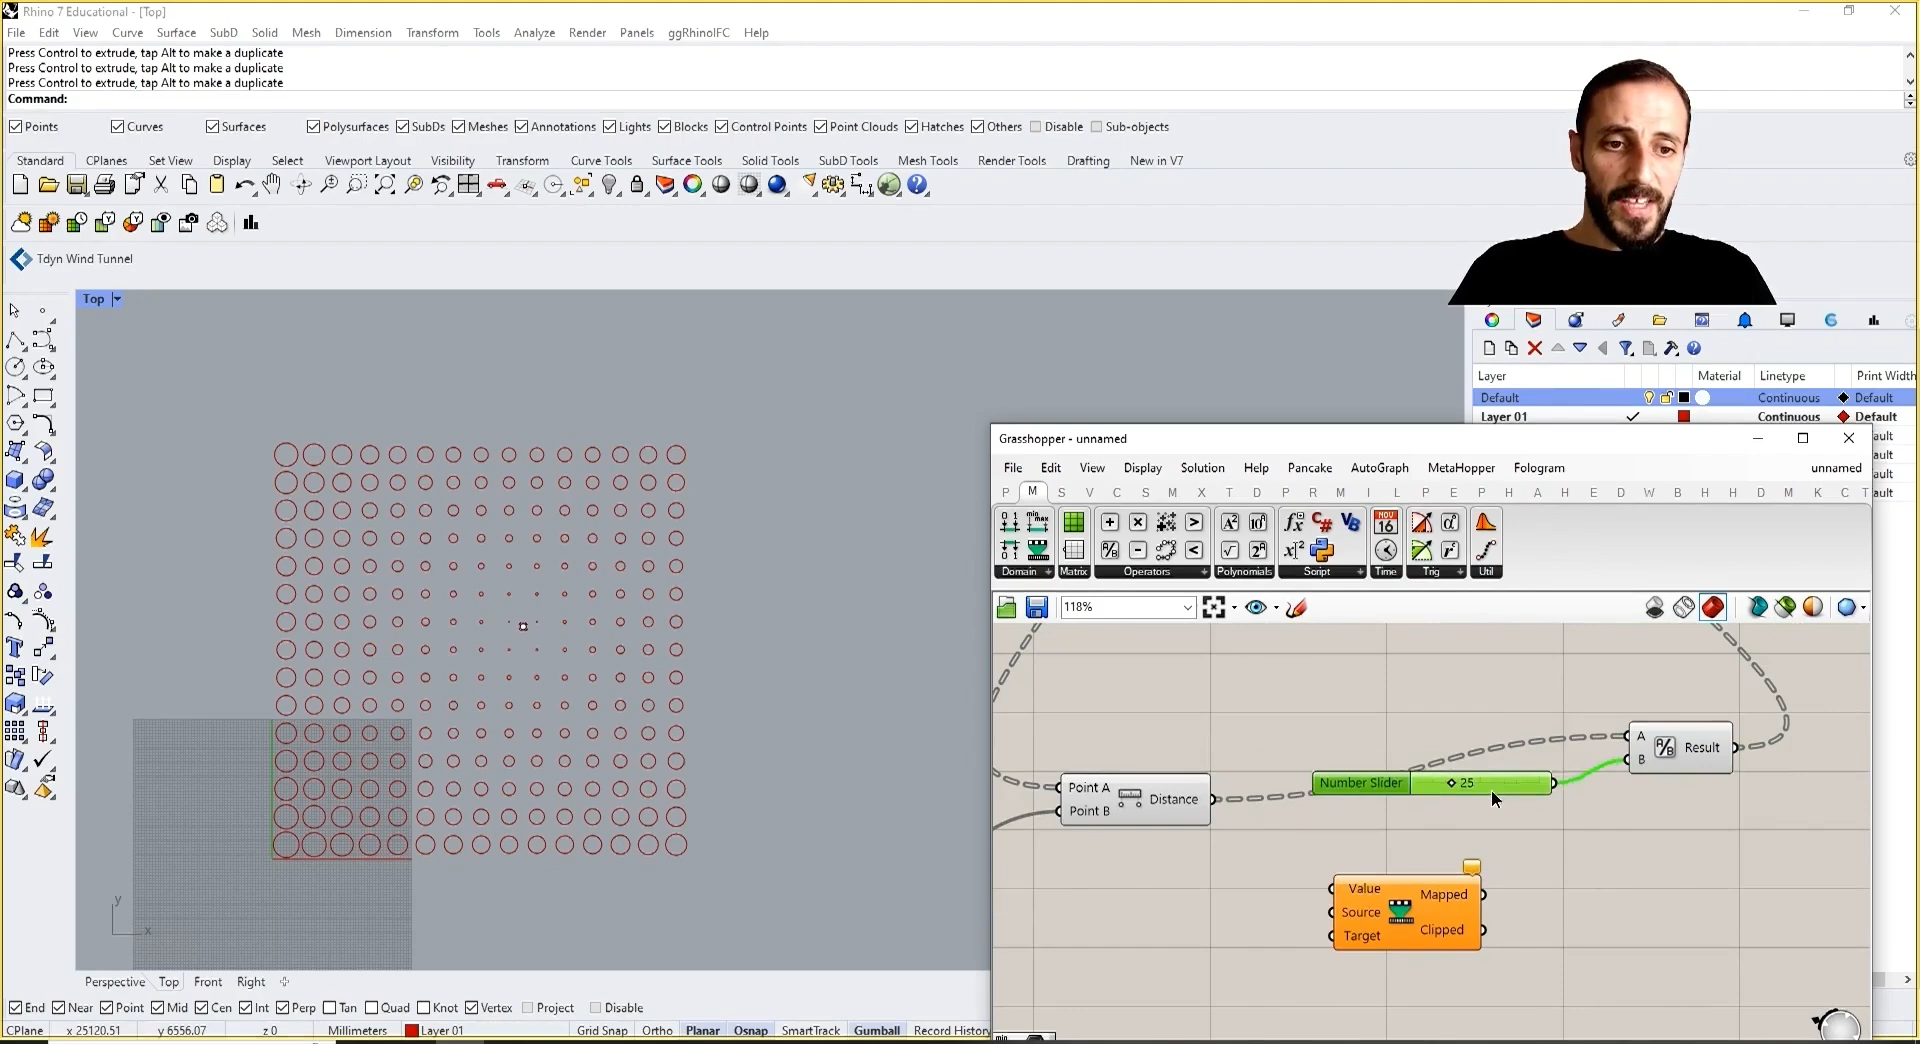 Rhino 7 Educational - [Top]
File Edit View Curve Surface SubD Solid Mesh Dimension Transform Tools Analyze Render Panels ggRhinoIFC Help
Press Control to extrude, tap Alt to make a duplicate
Press Control to extrude, tap Alt to make a duplicate
Press Control to extrude, tap Alt to make a duplicate
Command:
Points Curves Surfaces Polysurfaces SubDs Meshes Annotations Lights Blocks Control Points Point Clouds Hatches Others Disable Sub-objects
Standard CPlanes Set View Display Select Viewport Layout Visibility Transform Curve Tools Surface Tools Solid Tools SubD Tools Mesh Tools Render Tools Drafting New in V7
Tdyn Wind Tunnel
Top
Layer Material Linetype Print Width
Default Continuous Default
Layer 01 Continuous Default
ault
ault
ault
ault
Grasshopper - unnamed
File Edit View Display Solution Help Pancake AutoGraph MetaHopper Fologram unnamed
P M S V C S M X T D P R M I L P E P H A H E D W B H H D M K C T
Domain Matrix Operators Polynomials Script Time Trig Util
118%
A
B
Result
Number Slider 25
Point A
Point B
Distance
Value
Source
Target
Mapped
Clipped
y
x
Perspective Top Front Right
End Near Point Mid Cen Int Perp Tan Quad Knot Vertex Project Disable
CPlane x 25120.51 y 6556.07 z 0 Millimeters Layer 01 Grid Snap Ortho Planar Osnap SmartTrack Gumball Record History